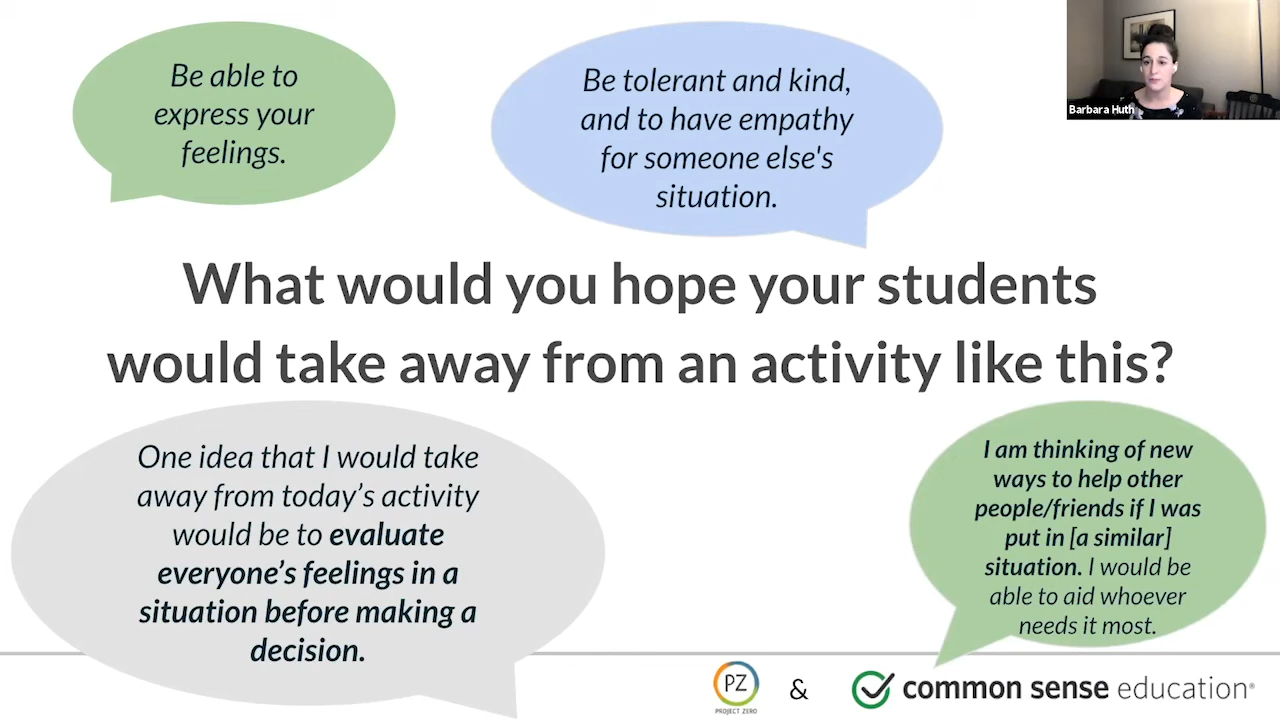 Be able to
express your
feelings.
Be tolerant and kind,
and to have empathy
for someone else's
situation.
Barbara Huth
What would you hope your students
would take away from an activity like this?
One idea that I would take
away from today’s activity
would be to evaluate
everyone’s feelings in a
situation before making a
decision.
I am thinking of new
ways to help other
people/friends if I was
put in [a similar]
situation. I would be
able to aid whoever
needs it most.
PZ
PROJECT ZERO
&
common sense education®